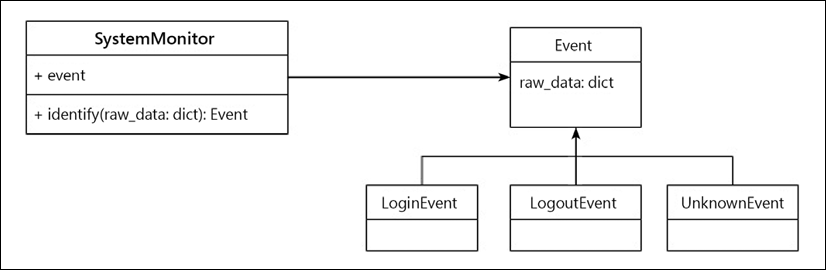 SystemMonitor
+ event
+ identify(raw_data: dict): Event
Event
raw_data: dict
LoginEvent
LogoutEvent
UnknownEvent